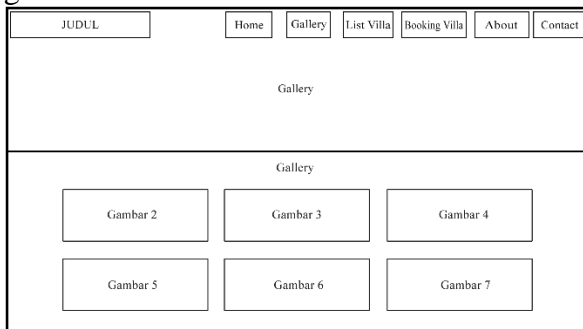 g
JUDUL Home Gallery List Villa Booking Villa About Contact
Gallery
Gallery
Gambar 2 Gambar 3 Gambar 4
Gambar 5 Gambar 6 Gambar 7